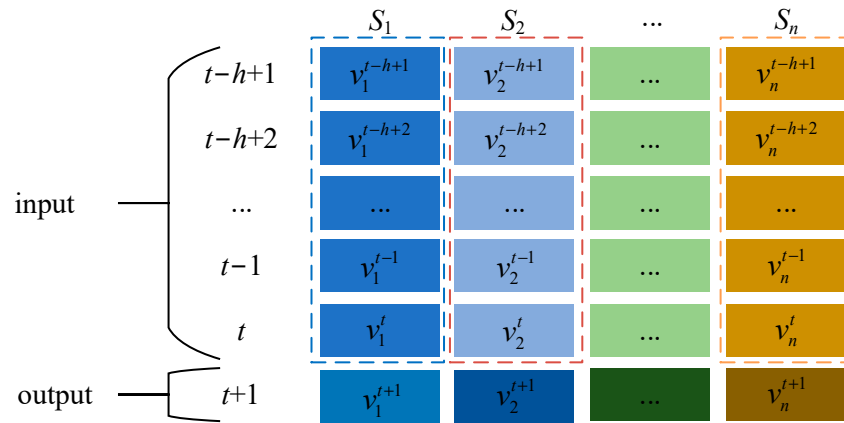 S₁ S₂ ... Sₙ
t−h+1 v₁^{t−h+1} v₂^{t−h+1} ... vₙ^{t−h+1}
t−h+2 v₁^{t−h+2} v₂^{t−h+2} ... vₙ^{t−h+2}
input ... ... ... ... ...
t−1 v₁^{t−1} v₂^{t−1} ... vₙ^{t−1}
t v₁^{t} v₂^{t} ... vₙ^{t}
output t+1 v₁^{t+1} v₂^{t+1} ... vₙ^{t+1}